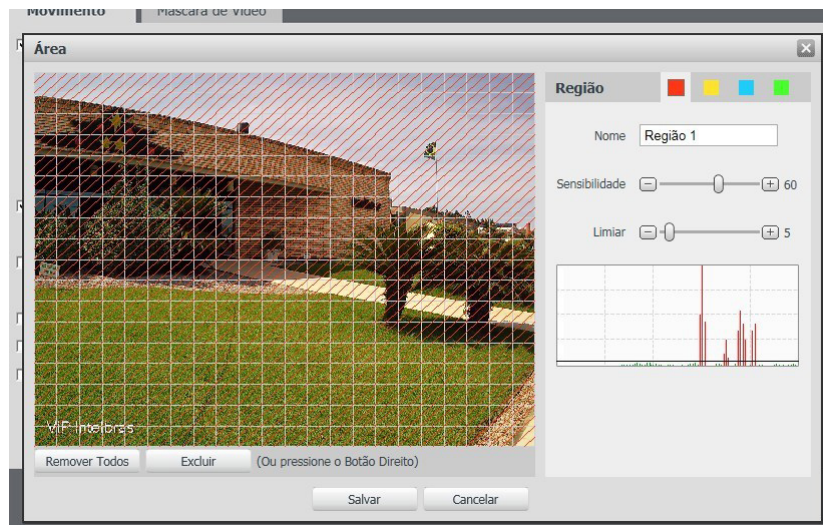 Movimento Máscara de Vídeo
Área
Região
Nome Região 1
Sensibilidade 60
Limiar 5
ViP Intelbras
Remover Todos Excluir (Ou pressione o Botão Direito)
Salvar Cancelar